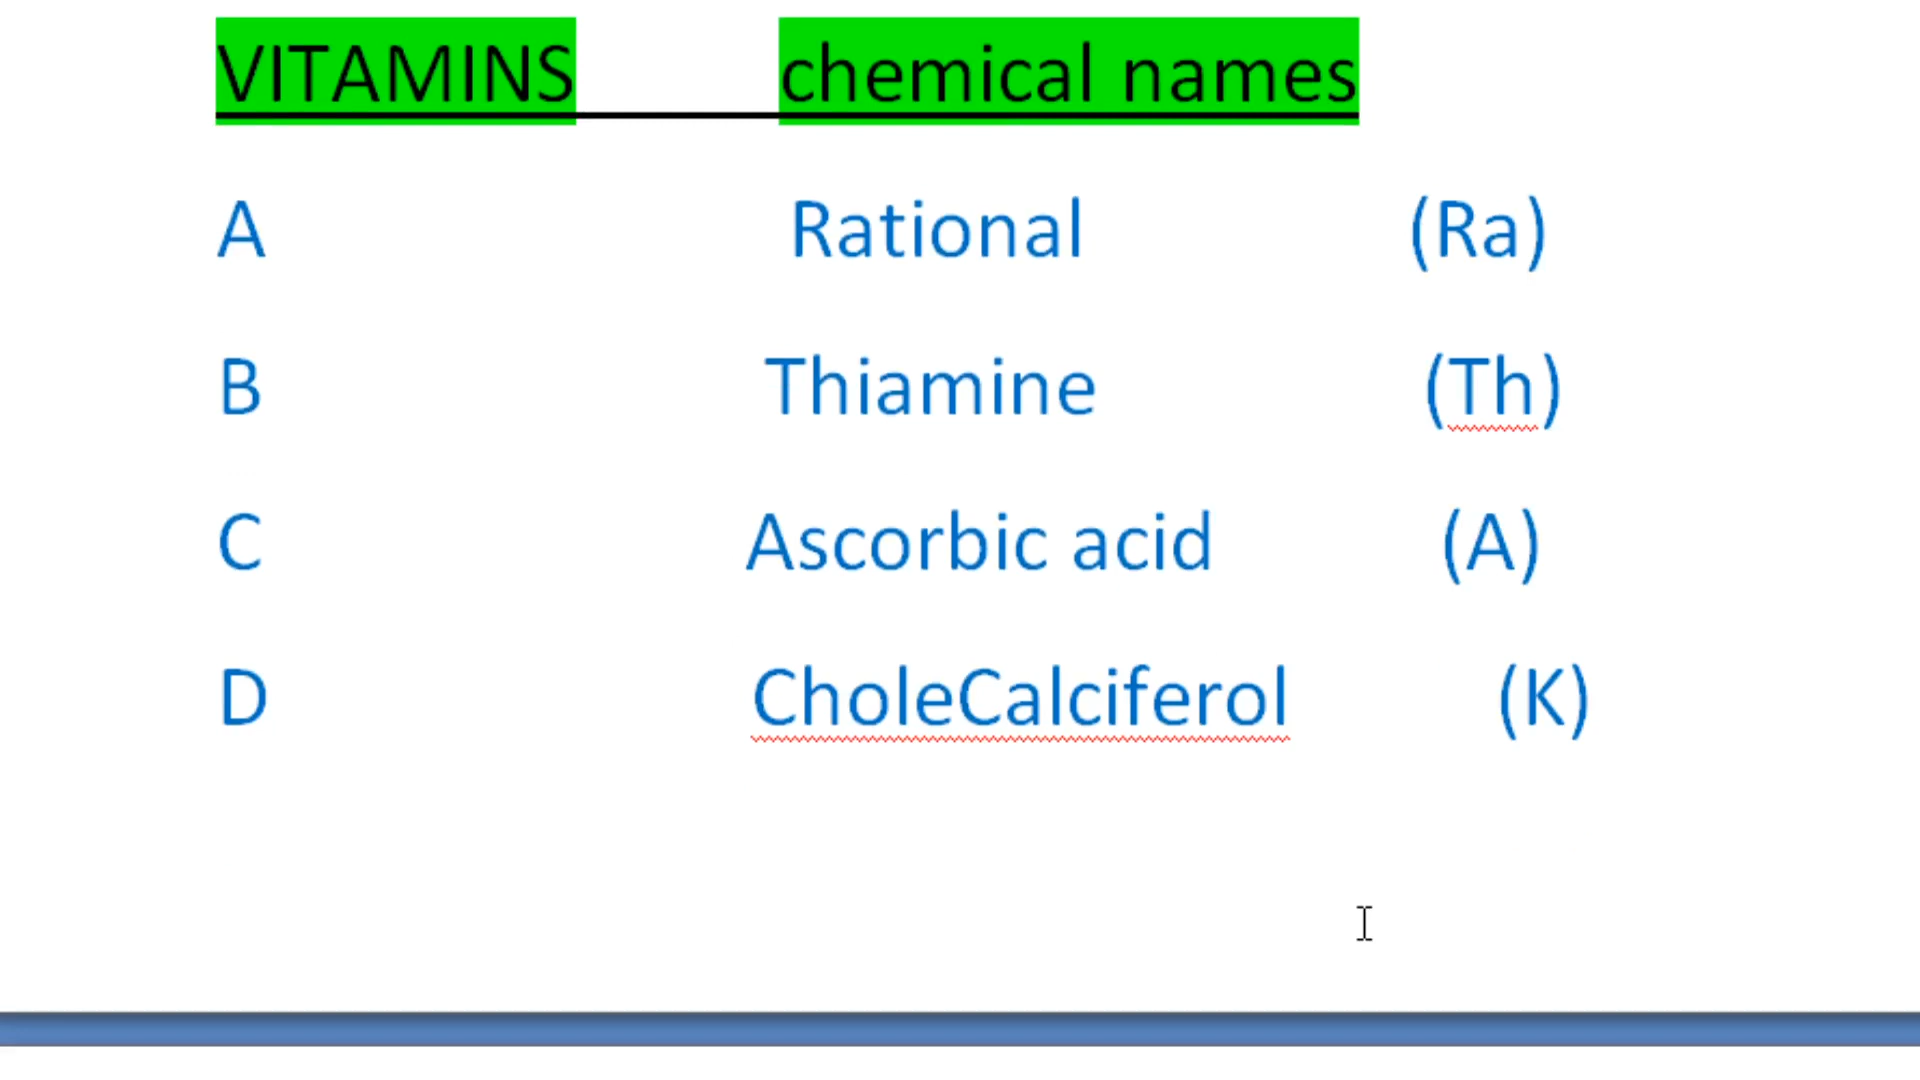 VITAMINS chemical names
A Rational (Ra)
B Thiamine (Th)
C Ascorbic acid (A)
D CholeCalciferol (K)